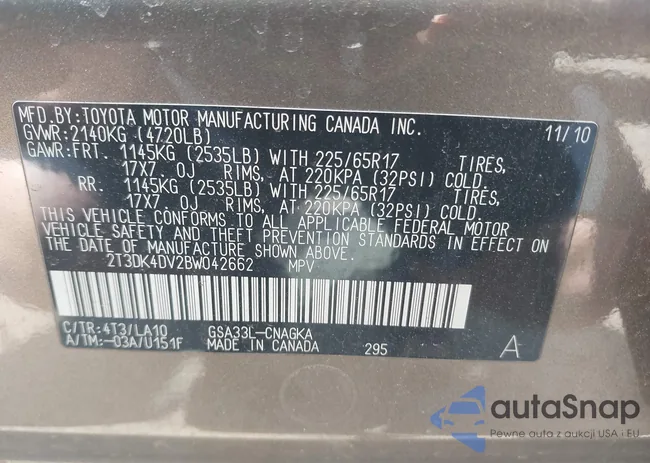 MFD.BY:TOYOTA MOTOR MANUFACTURING CANADA INC. 11/10
GVWR:2140KG (4720LB)
GAWR:FRT. 1145KG (2535LB) WITH 225/65R17 TIRES,
17X7. OJ RIMS, AT 220KPA (32PSI) COLD.
RR. 1145KG (2535LB) WITH 225/65R17 TIRES,
17X7. OJ RIMS, AT 220KPA (32PSI) COLD.
THIS VEHICLE CONFORMS TO ALL APPLICABLE FEDERAL MOTOR
VEHICLE SAFETY AND THEFT PREVENTION STANDARDS IN EFFECT ON
THE DATE OF MANUFACTURE SHOWN ABOVE.
2T3DK4DV2BW042662 MPV
C/TR:4T3/LA10 GSA33L-CNAGKA
A/TM:-03A/U151F MADE IN CANADA 295 A
autaSnap
Pewne auta z aukcji USA i EU